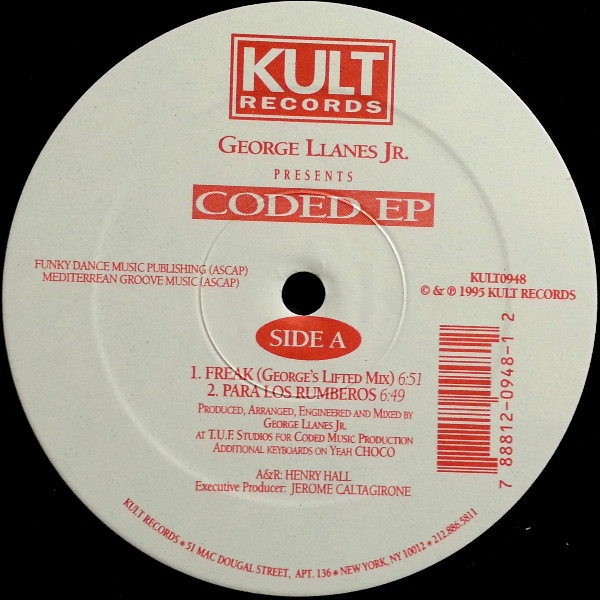 KULT
RECORDS
GEORGE LLANES JR.
PRESENTS
CODED EP
FUNKY DANCE MUSIC PUBLISHING (ASCAP)
MEDITERREAN GROOVE MUSIC (ASCAP)
KULT0948
© & ℗ 1995 KULT RECORDS
SIDE A
1. FREAK (GEORGE'S LIFTED MIX) 6:51
2. PARA LOS RUMBEROS 6:49
PRODUCED, ARRANGED, ENGINEERED AND MIXED BY
GEORGE LLANES JR.
AT T.U.F. STUDIOS FOR CODED MUSIC PRODUCTION
ADDITIONAL KEYBOARDS ON YEAH CHOCO
A&R: HENRY HALL
Executive Producer: JEROME CALTAGIRONE
7 88812-0948-1 2
KULT RECORDS * 51 MAC DOUGAL STREET, APT. 136 * NEW YORK, NY 10012 * 212.886.5811